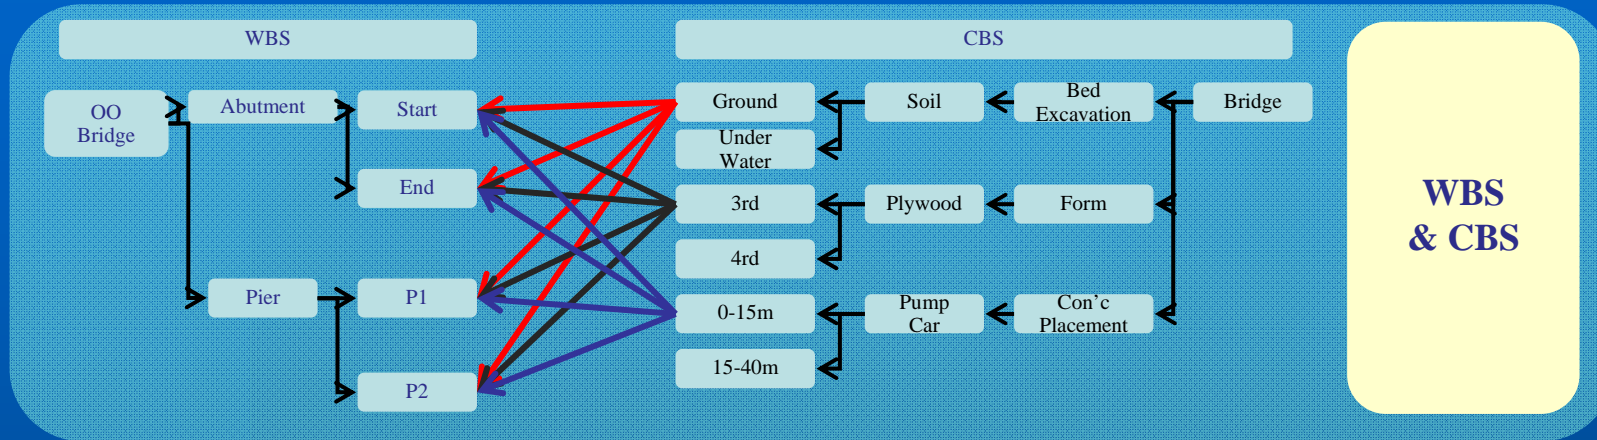 WBS
CBS
OO
Bridge
Abutment
Start
End
Pier
P1
P2
Ground
Under
Water
3rd
4rd
0-15m
15-40m
Soil
Plywood
Pump
Car
Bed
Excavation
Form
Con’c
Placement
Bridge
WBS
& CBS